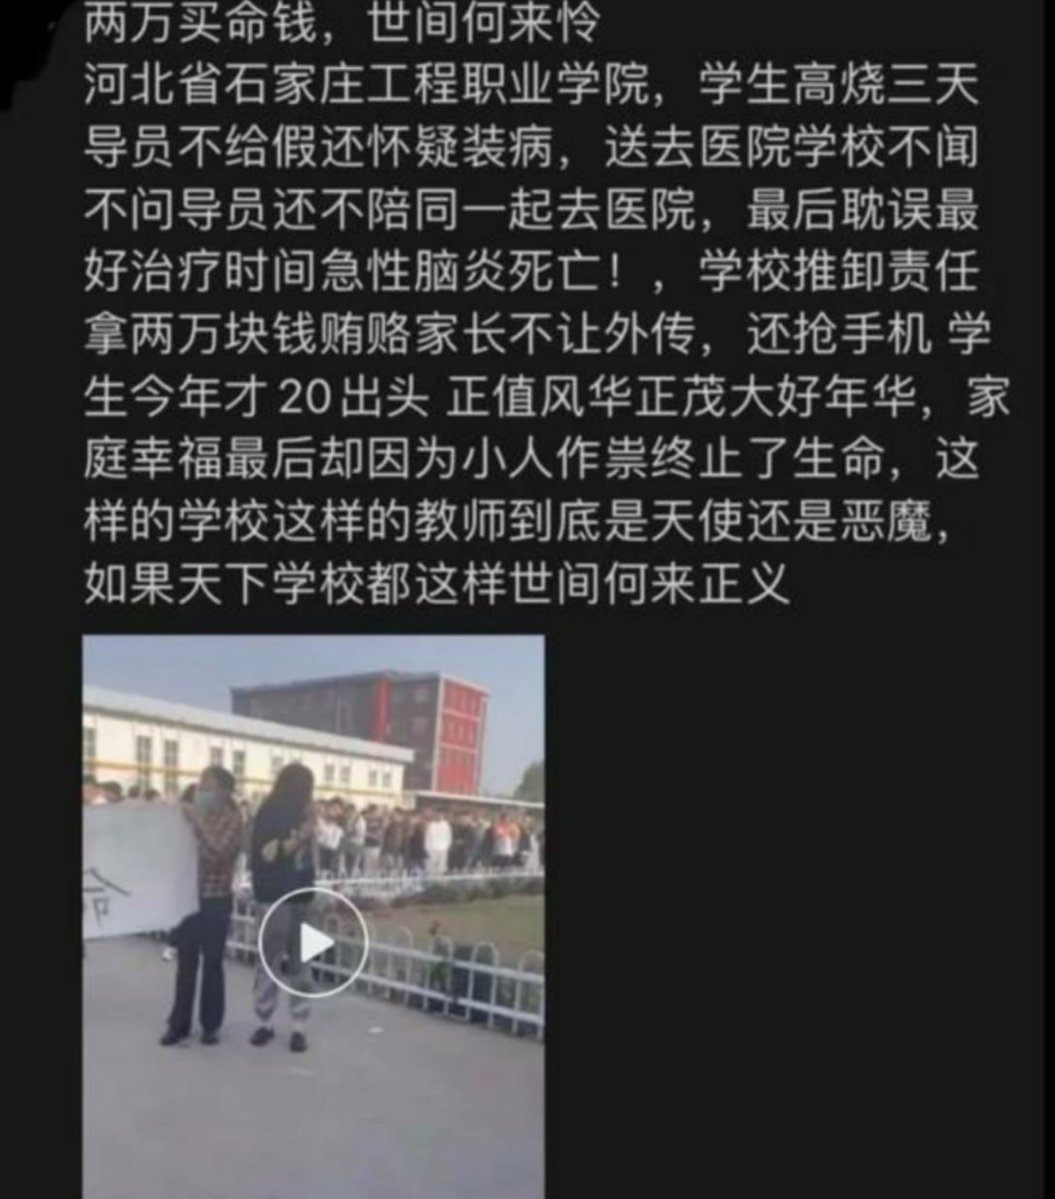 两万买命钱，世间何来怜
河北省石家庄工程职业学院，学生高烧三天
导员不给假还怀疑装病，送去医院学校不闻
不问导员还不陪同一起去医院，最后耽误最
好治疗时间急性脑炎死亡！，学校推卸责任
拿两万块钱贿赂家长不让外传，还抢手机 学
生今年才20出头 正值风华正茂大好年华，家
庭幸福最后却因为小人作祟终止了生命，这
样的学校这样的教师到底是天使还是恶魔，
如果天下学校都这样世间何来正义